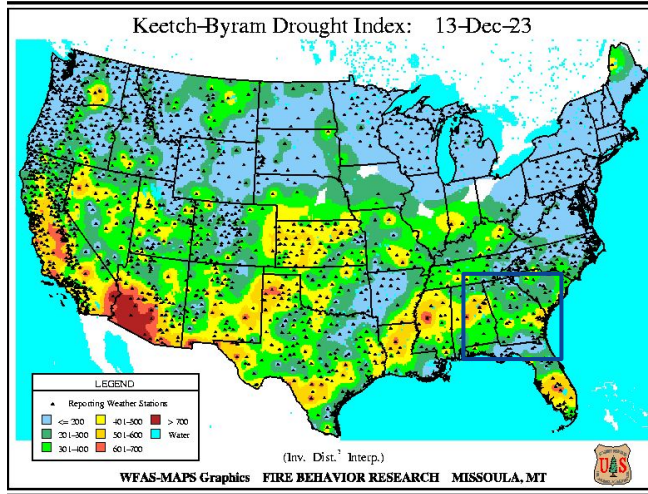 Keetch-Byram Drought Index: 13-Dec-23
LEGEND
Reporting Weather Stations
<= 200 401-500 > 700
201-300 501-600 Water
301-400 601-700
(Inv. Dist.² Interp.)
WFAS-MAPS Graphics FIRE BEHAVIOR RESEARCH MISSOULA, MT
U S